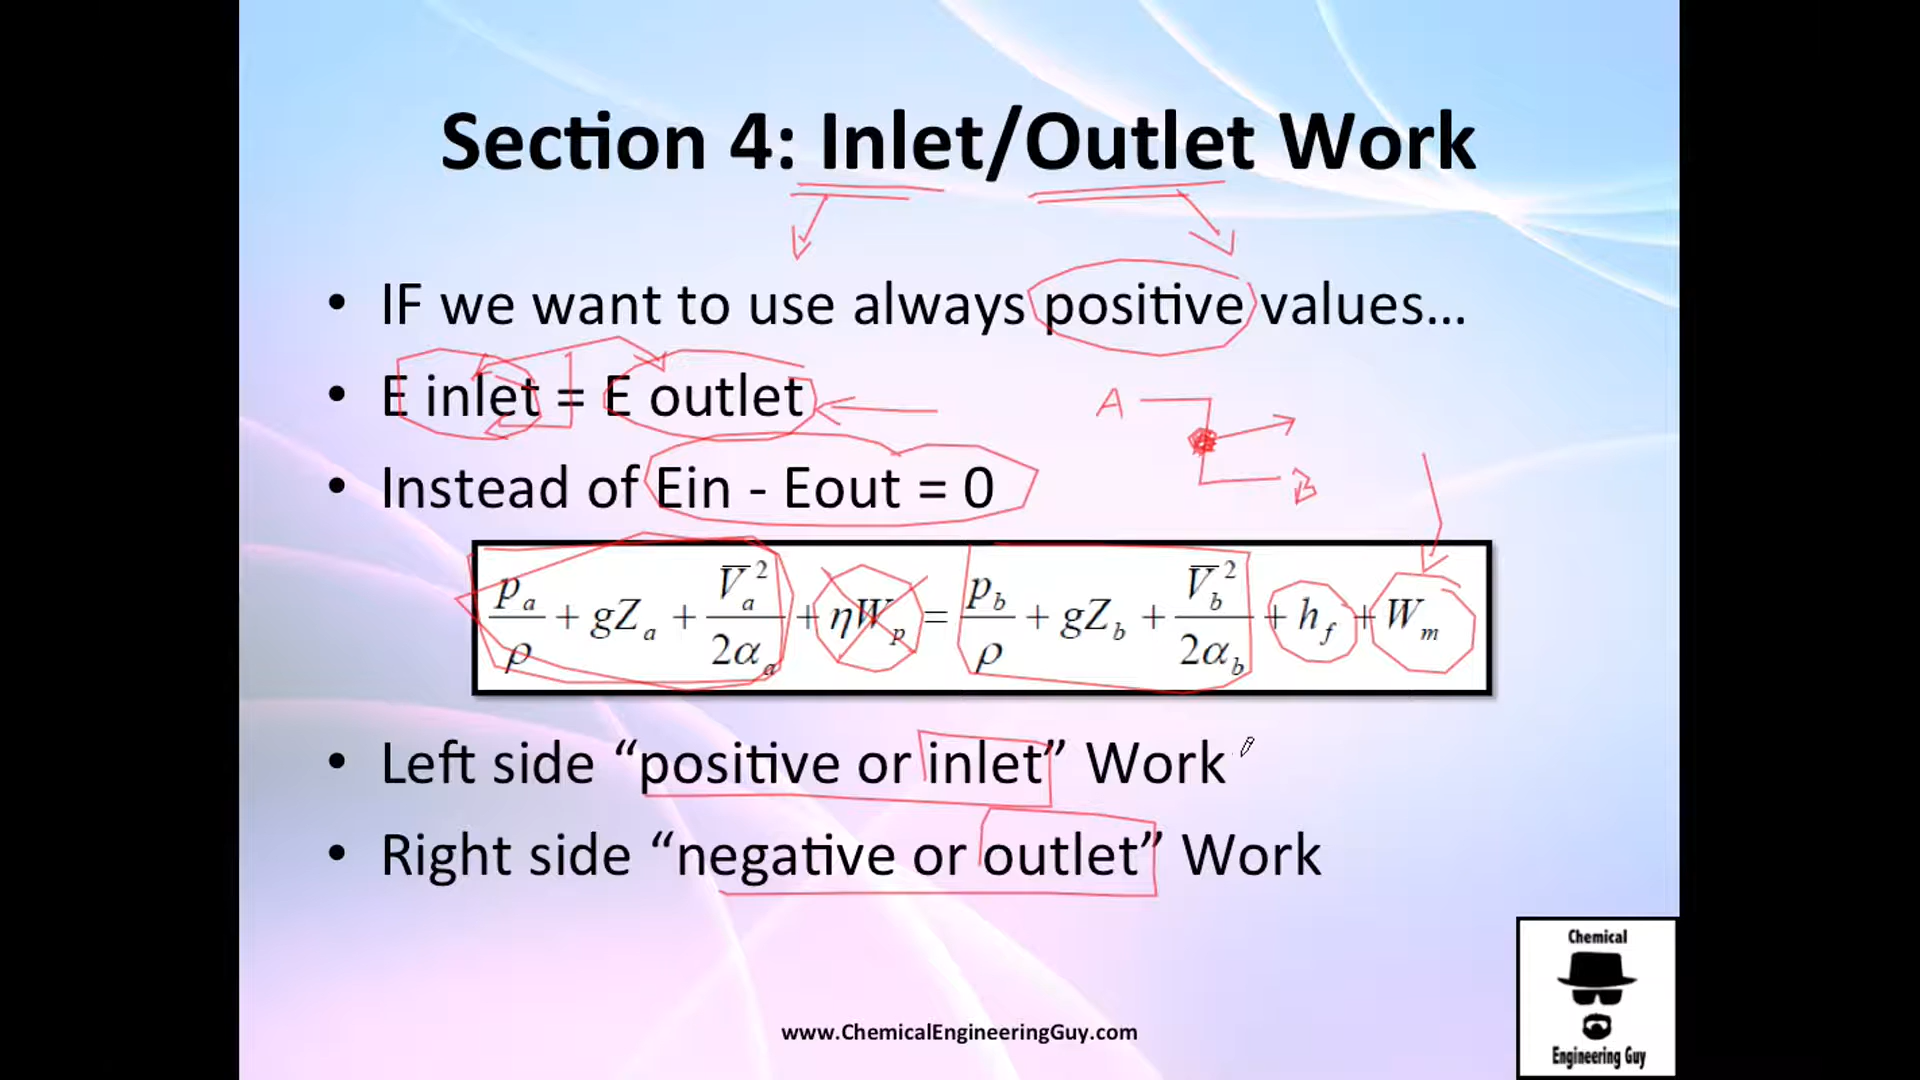 Section 4: Inlet/Outlet Work
• IF we want to use always positive values...
• E inlet = E outlet
A
B
• Instead of Ein - Eout = 0
p_a/ρ + gZ_a + V̅_a²/2α_a + ηW_p = p_b/ρ + gZ_b + V̅_b²/2α_b + h_f + W_m
• Left side “positive or inlet” Work
• Right side “negative or outlet” Work
www.ChemicalEngineeringGuy.com
Chemical
Engineering Guy